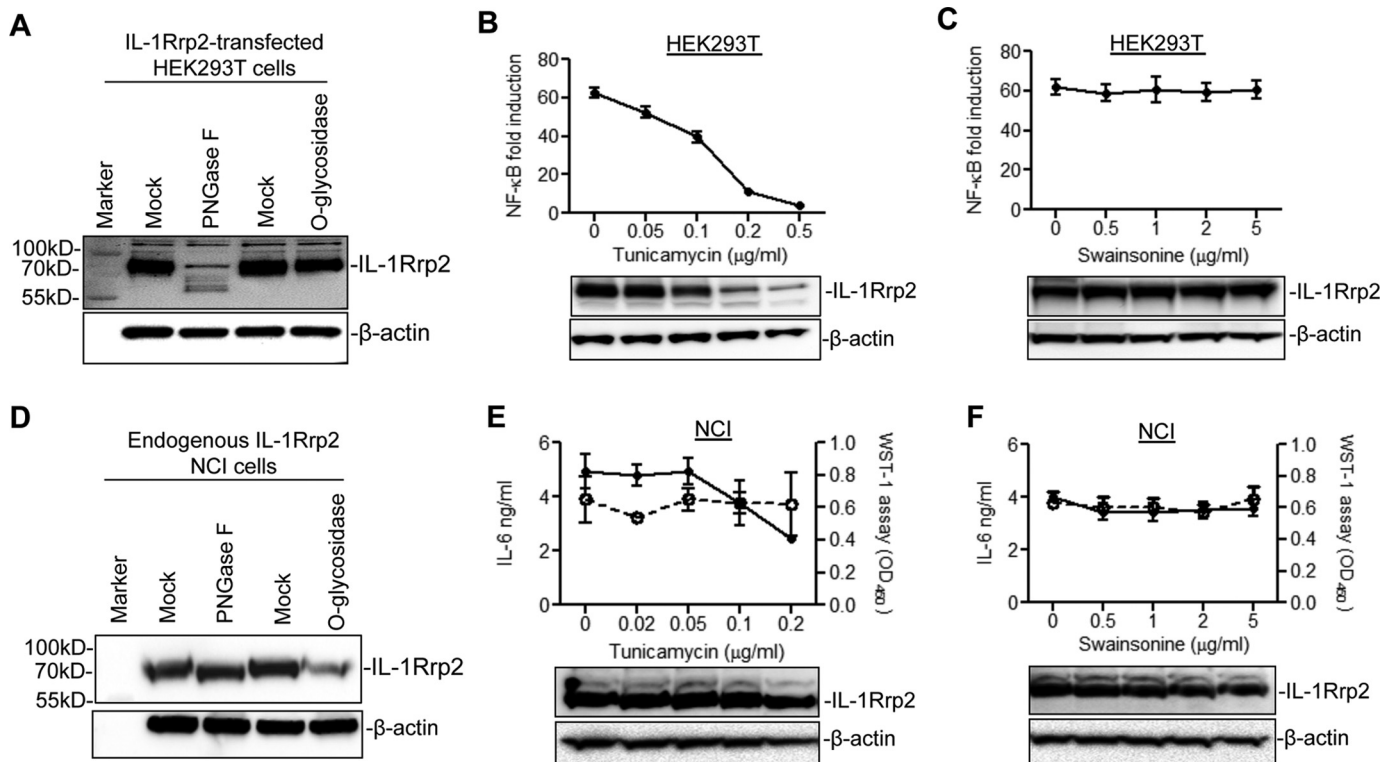 A
IL-1Rrp2-transfected
HEK293T cells
Marker
Mock
PNGase F
Mock
O-glycosidase
100kD-
70kD-
55kD-
-IL-1Rrp2
-β-actin
B
HEK293T
NF-κB fold induction
80
60
40
20
0
0 0.05 0.1 0.2 0.5
Tunicamycin (μg/ml)
-IL-1Rrp2
-β-actin
C
HEK293T
NF-κB fold induction
80
60
40
20
0
0 0.5 1 2 5
Swainsonine (μg/ml)
-IL-1Rrp2
-β-actin
D
Endogenous IL-1Rrp2
NCI cells
Marker
Mock
PNGase F
Mock
O-glycosidase
100kD-
70kD-
55kD-
-IL-1Rrp2
-β-actin
E
NCI
IL-6 ng/ml
6
4
2
0
1.0
0.8
0.6
0.4
0.2
0.0
WST-1 assay (OD450)
0 0.02 0.05 0.1 0.2
Tunicamycin (μg/ml)
-IL-1Rrp2
-β-actin
F
NCI
IL-6 ng/ml
6
4
2
0
1.0
0.8
0.6
0.4
0.2
0.0
WST-1 assay (OD450)
0 0.5 1 2 5
Swainsonine (μg/ml)
-IL-1Rrp2
-β-actin